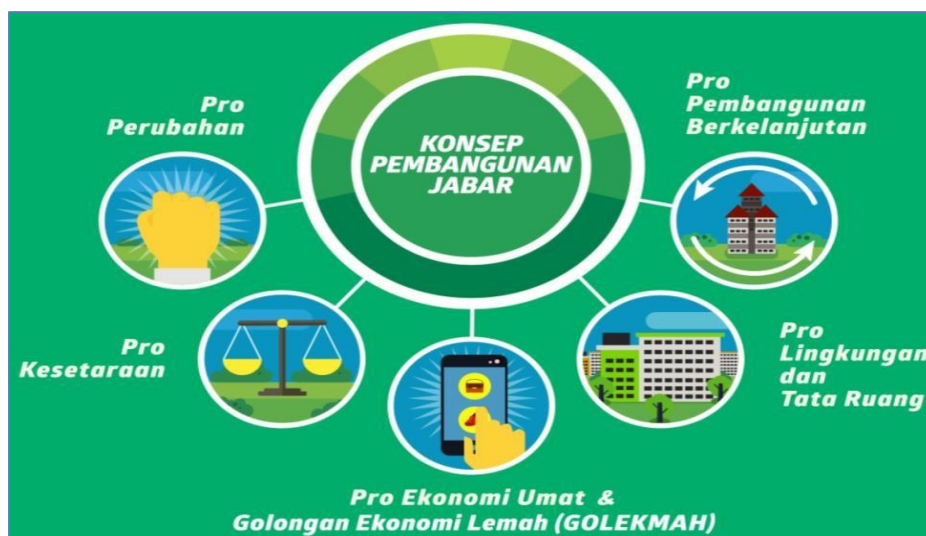 KONSEP
PEMBANGUNAN
JABAR
Pro
Perubahan
Pro
Kesetaraan
Pro Ekonomi Umat &
Golongan Ekonomi Lemah (GOLEKMAH)
Pro
Lingkungan
dan
Tata Ruang
Pro
Pembangunan
Berkelanjutan